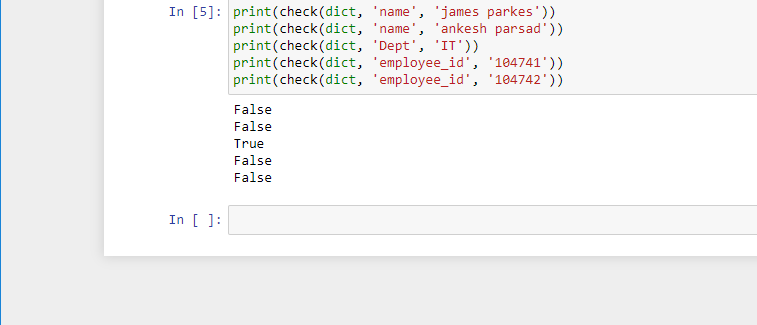 In [5]: print(check(dict, 'name', 'james parkes'))
print(check(dict, 'name', 'ankesh parsad'))
print(check(dict, 'Dept', 'IT'))
print(check(dict, 'employee_id', '104741'))
print(check(dict, 'employee_id', '104742'))
False
False
True
False
False
In [ ]: